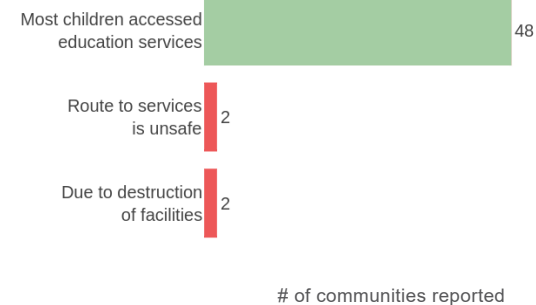 Most children accessed
education services
48
Route to services
is unsafe
2
Due to destruction
of facilities
2
# of communities reported